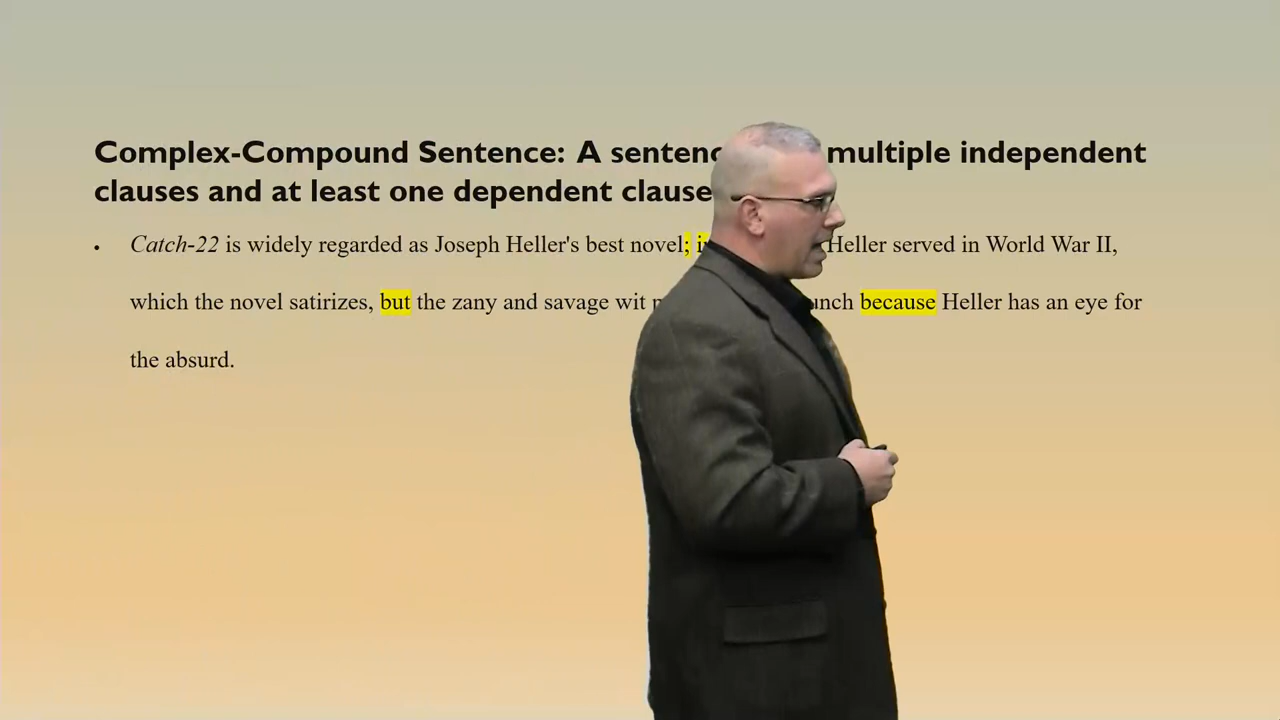 Complex-Compound Sentence: A multiple independent
clauses and at least one dependent clause
• Catch-22 is widely regarded as Joseph Heller's best novel; Heller served in World War II,
which the novel satirizes, but the zany and savage wit because Heller has an eye for
the absurd.